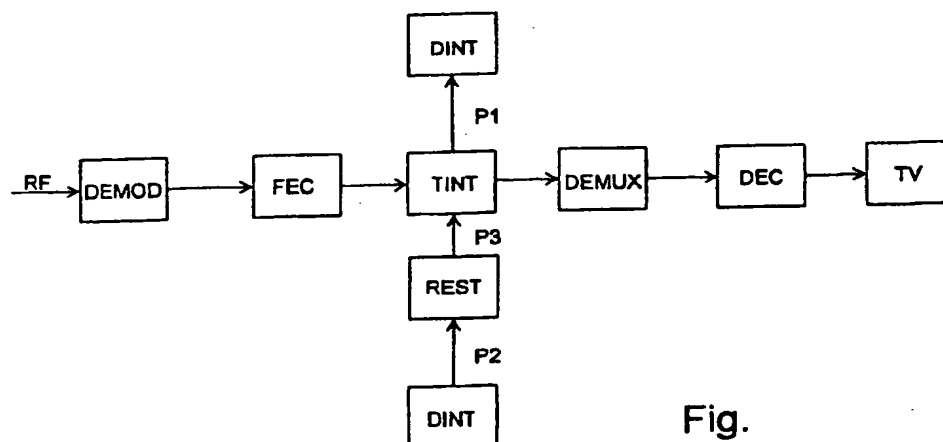 DINT
P1
RF
DEMOD
FEC
TINT
DEMUX
DEC
TV
P3
REST
P2
DINT
Fig.